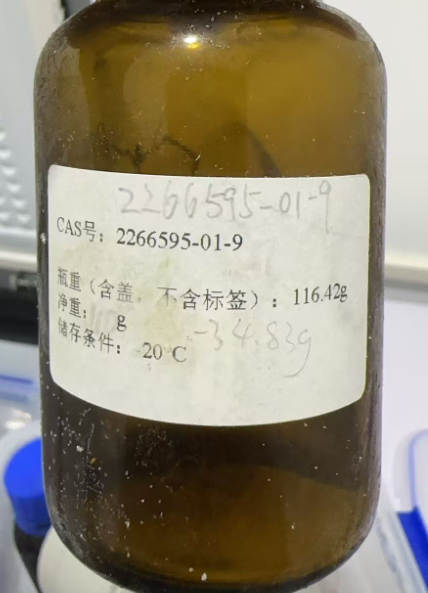 2266595-01-9
CAS号: 2266595-01-9
瓶重（含盖，不含标签）: 116.42g
净重: g
-34.83g
储存条件: -20℃